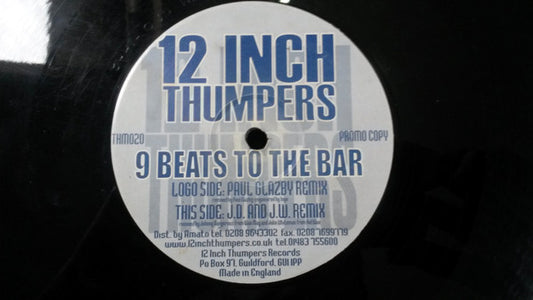 12 INCH
THUMPERS
THM020 PROMO COPY
9 BEATS TO THE BAR
LOGO SIDE: PAUL GLAZBY REMIX
THIS SIDE: J.D. AND J.W. REMIX
Dist. by Amato tel. 0208 9643302 fax. 0208 7699779
www.12inchthumpers.co.uk tel. 01483 755600
12 Inch Thumpers Records
Po Box 97, Guildford, GU1 1PP
Made in England